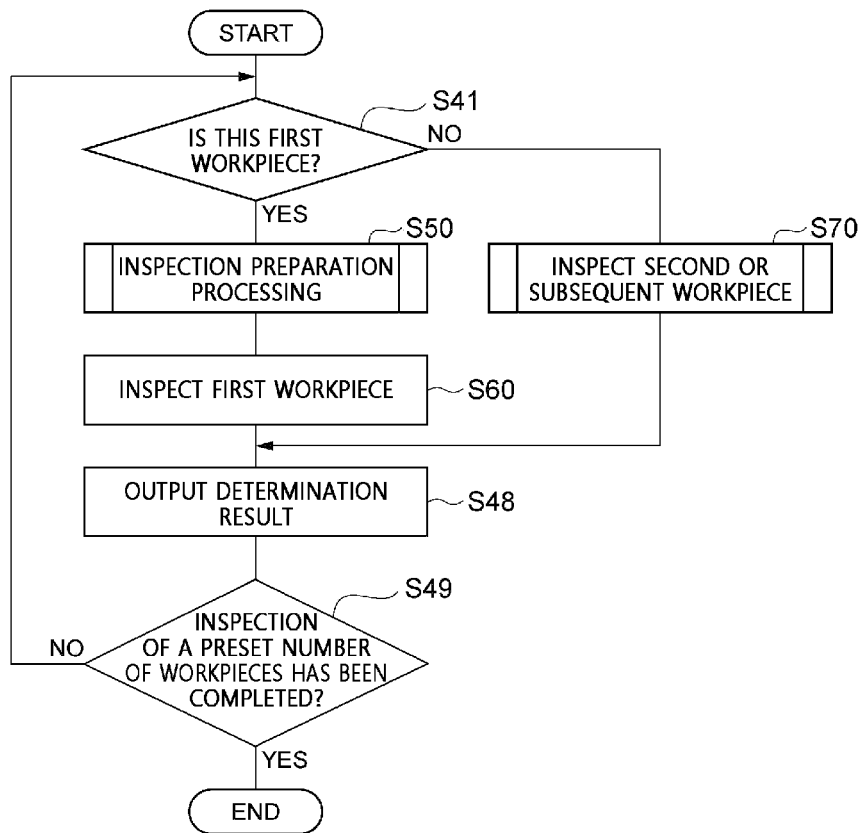 START
S41
IS THIS FIRST
WORKPIECE?
NO
YES
S50
INSPECTION PREPARATION
PROCESSING
S70
INSPECT SECOND OR
SUBSEQUENT WORKPIECE
INSPECT FIRST WORKPIECE
S60
OUTPUT DETERMINATION
RESULT
S48
S49
INSPECTION
OF A PRESET NUMBER
OF WORKPIECES HAS BEEN
COMPLETED?
NO
YES
END